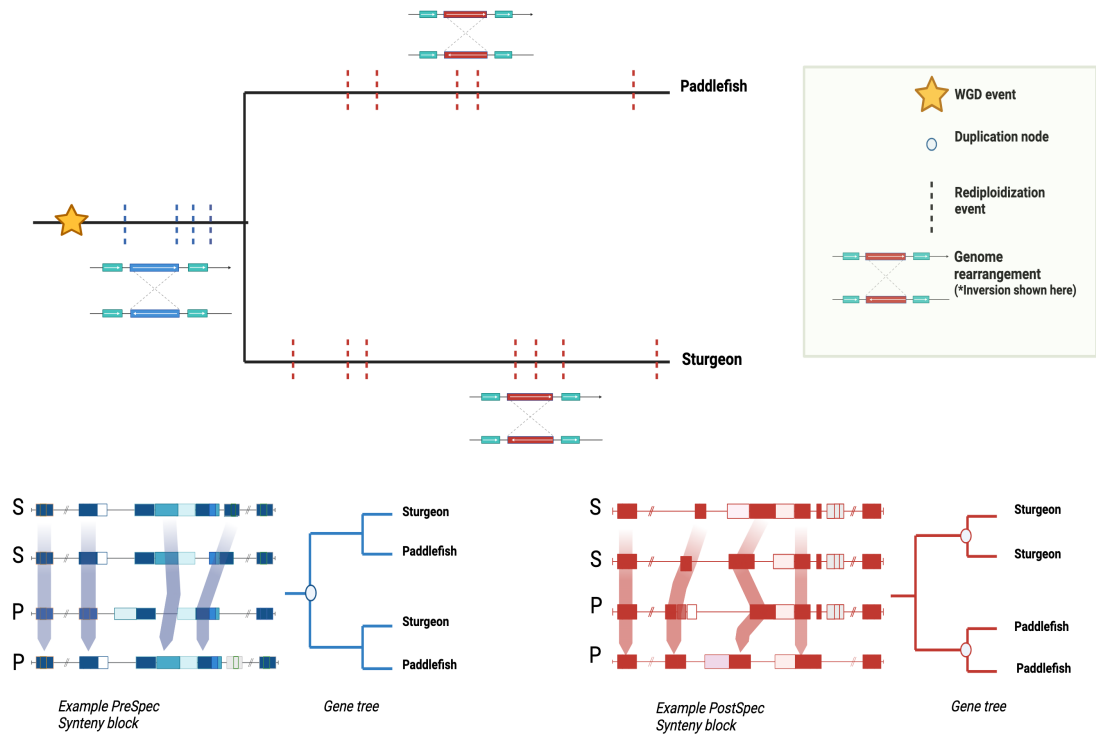 Paddlefish
WGD event
Duplication node
Rediploidization
event
Genome
rearrangement
(*Inversion shown here)
Sturgeon
S
S
P
P
Sturgeon
Paddlefish
Sturgeon
Paddlefish
Example PreSpec
Synteny block
Gene tree
S
S
P
P
Sturgeon
Sturgeon
Paddlefish
Paddlefish
Example PostSpec
Synteny block
Gene tree